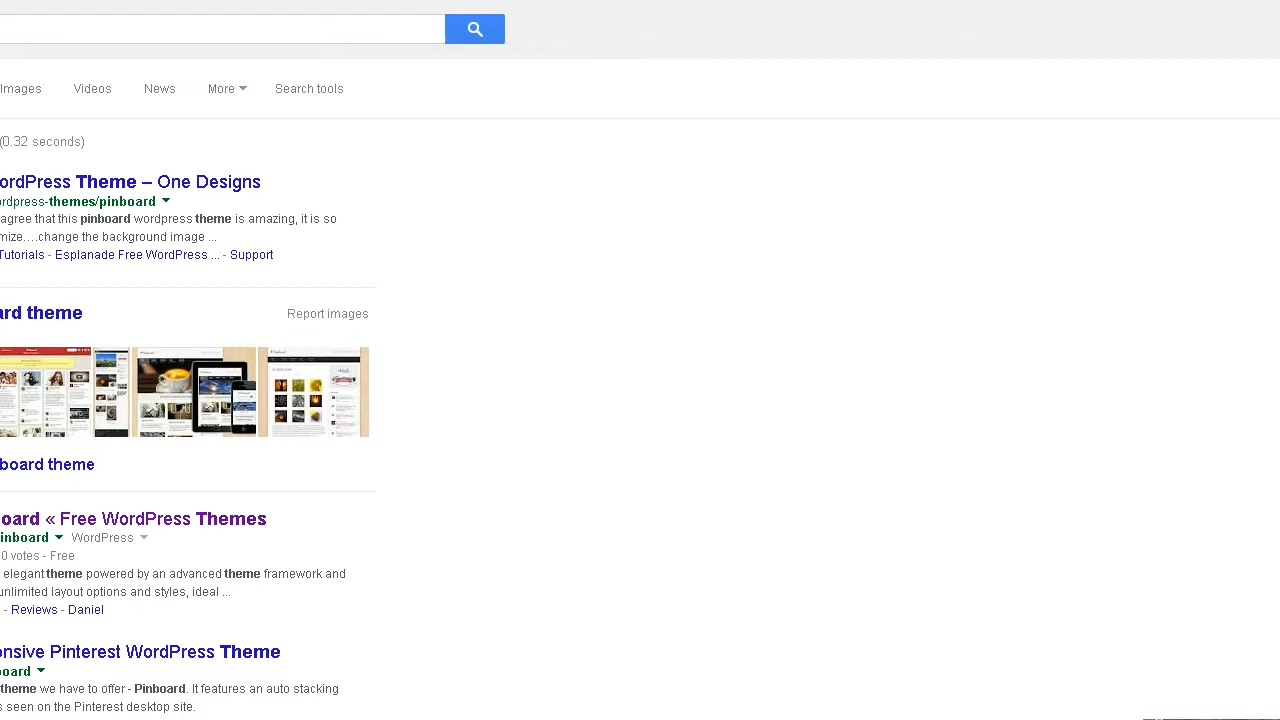 Images Videos News More Search tools
(0.32 seconds)
ordPress Theme – One Designs
rdpress-themes/pinboard
agree that this pinboard wordpress theme is amazing, it is so
mize....change the background image ...
Tutorials - Esplanade Free WordPress ... - Support
ard theme Report images
board theme
oard « Free WordPress Themes
inboard WordPress
0 votes - Free
elegant theme powered by an advanced theme framework and
unlimited layout options and styles, ideal ...
- Reviews - Daniel
onsive Pinterest WordPress Theme
oard
theme we have to offer - Pinboard. It features an auto stacking
s seen on the Pinterest desktop site.